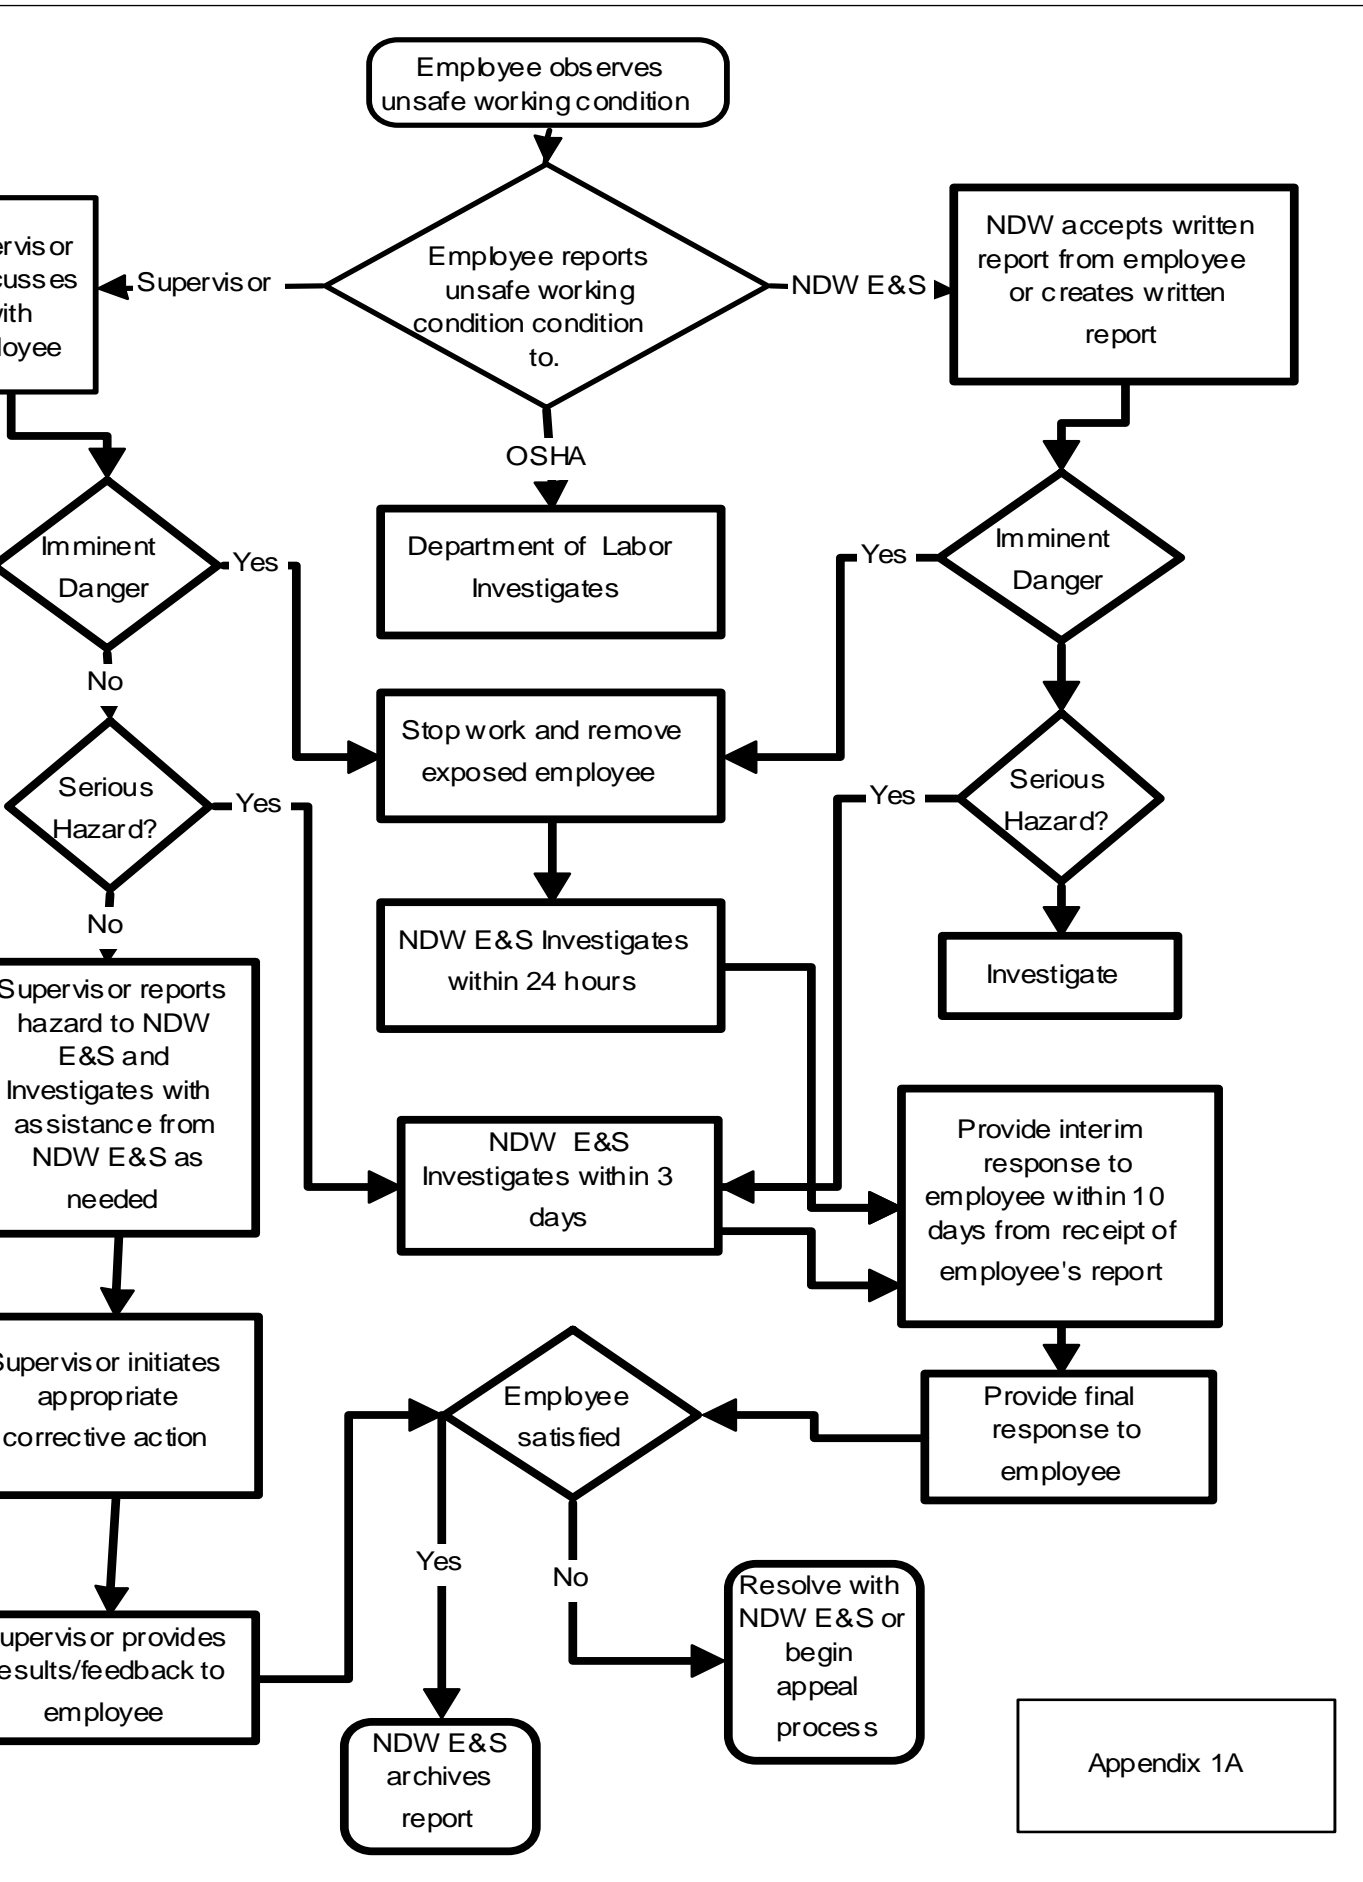 Employee observes
unsafe working condition
Employee reports
unsafe working
condition condition
to.
Supervisor
NDW E&S
OSHA
NDW accepts written
report from employee
or creates written
report
Department of Labor
Investigates
Imminent
Danger
Yes
No
Serious
Hazard?
Yes
No
Supervisor reports
hazard to NDW
E&S and
Investigates with
assistance from
NDW E&S as
needed
initiates
appropriate
corrective action
provides
to
employee
Imminent
Danger
Yes
Serious
Hazard?
Yes
Investigate
Stop work and remove
exposed employee
NDW E&S Investigates
within 24 hours
NDW E&S
Investigates within 3
days
Provide interim
response to
employee within 10
days from receipt of
employee's report
Provide final
response to
employee
Employee
satisfied
Yes
No
NDW E&S
archives
report
Resolve with
NDW E&S or
begin
appeal
process
Appendix 1A